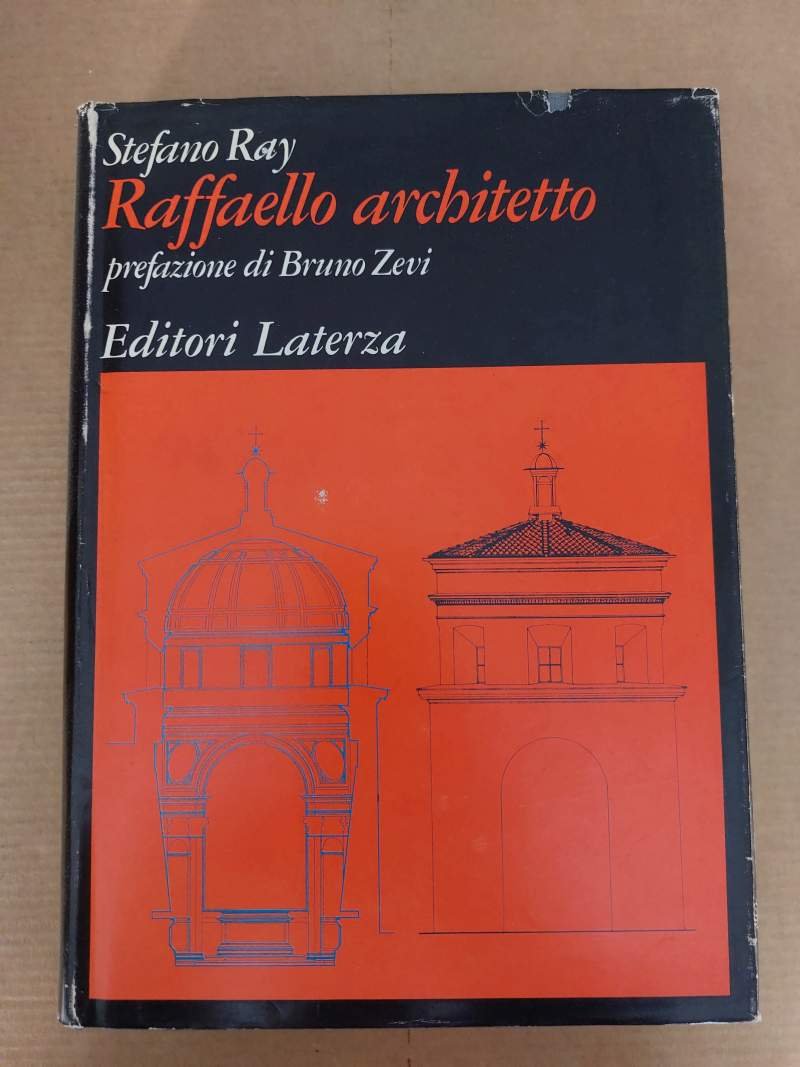 Stefano Ray
Raffaello architetto
prefazione di Bruno Zevi
Editori Laterza